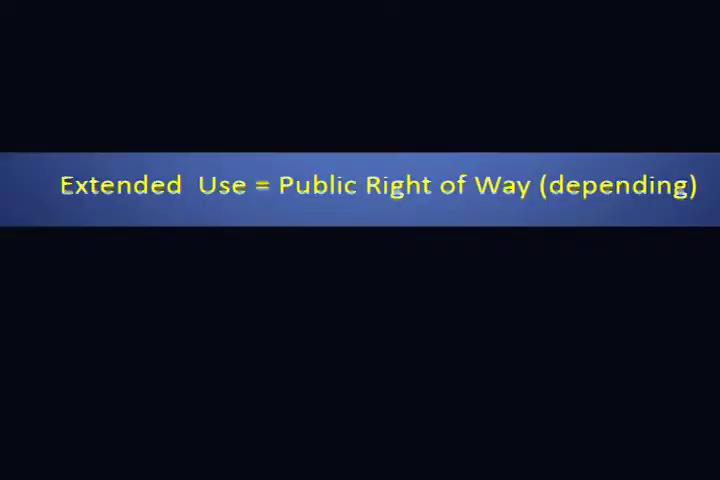 Extended Use = Public Right of Way (depending)